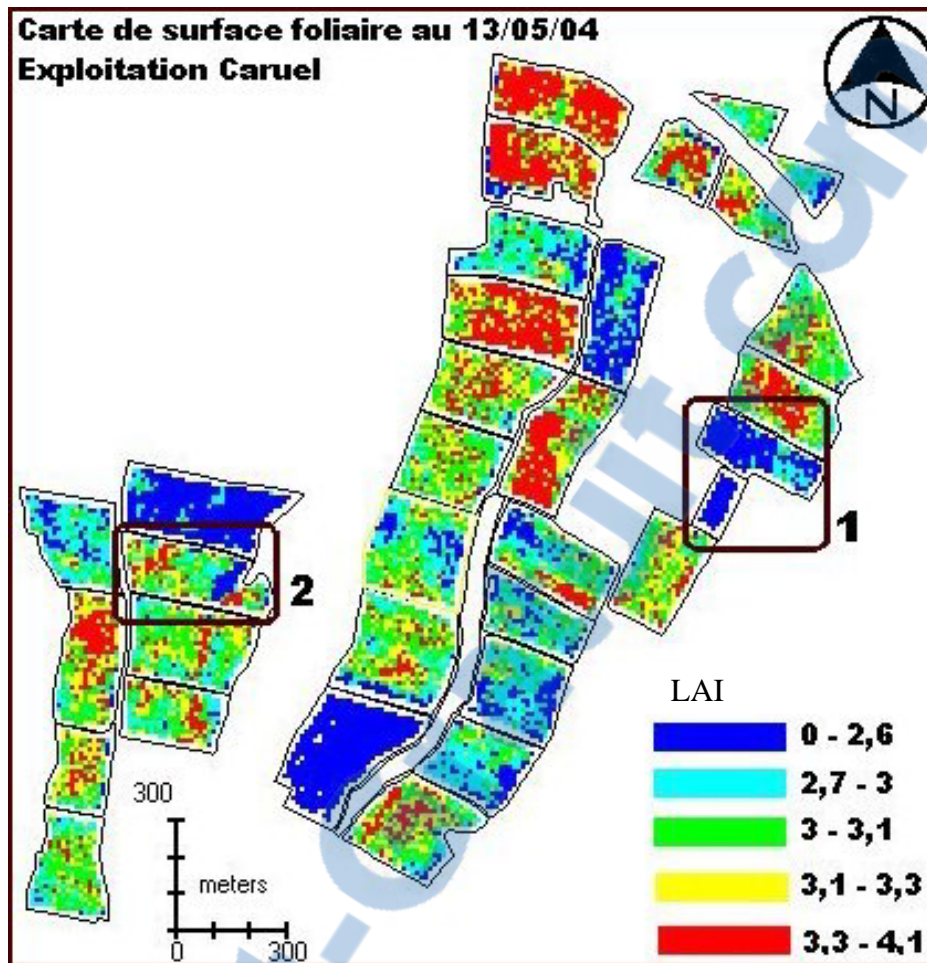 Carte de surface foliaire au 13/05/04
Exploitation Caruel
N
1
2
LAI
0 - 2,6
2,7 - 3
3 - 3,1
3,1 - 3,3
3,3 - 4,1
300
meters
0 300